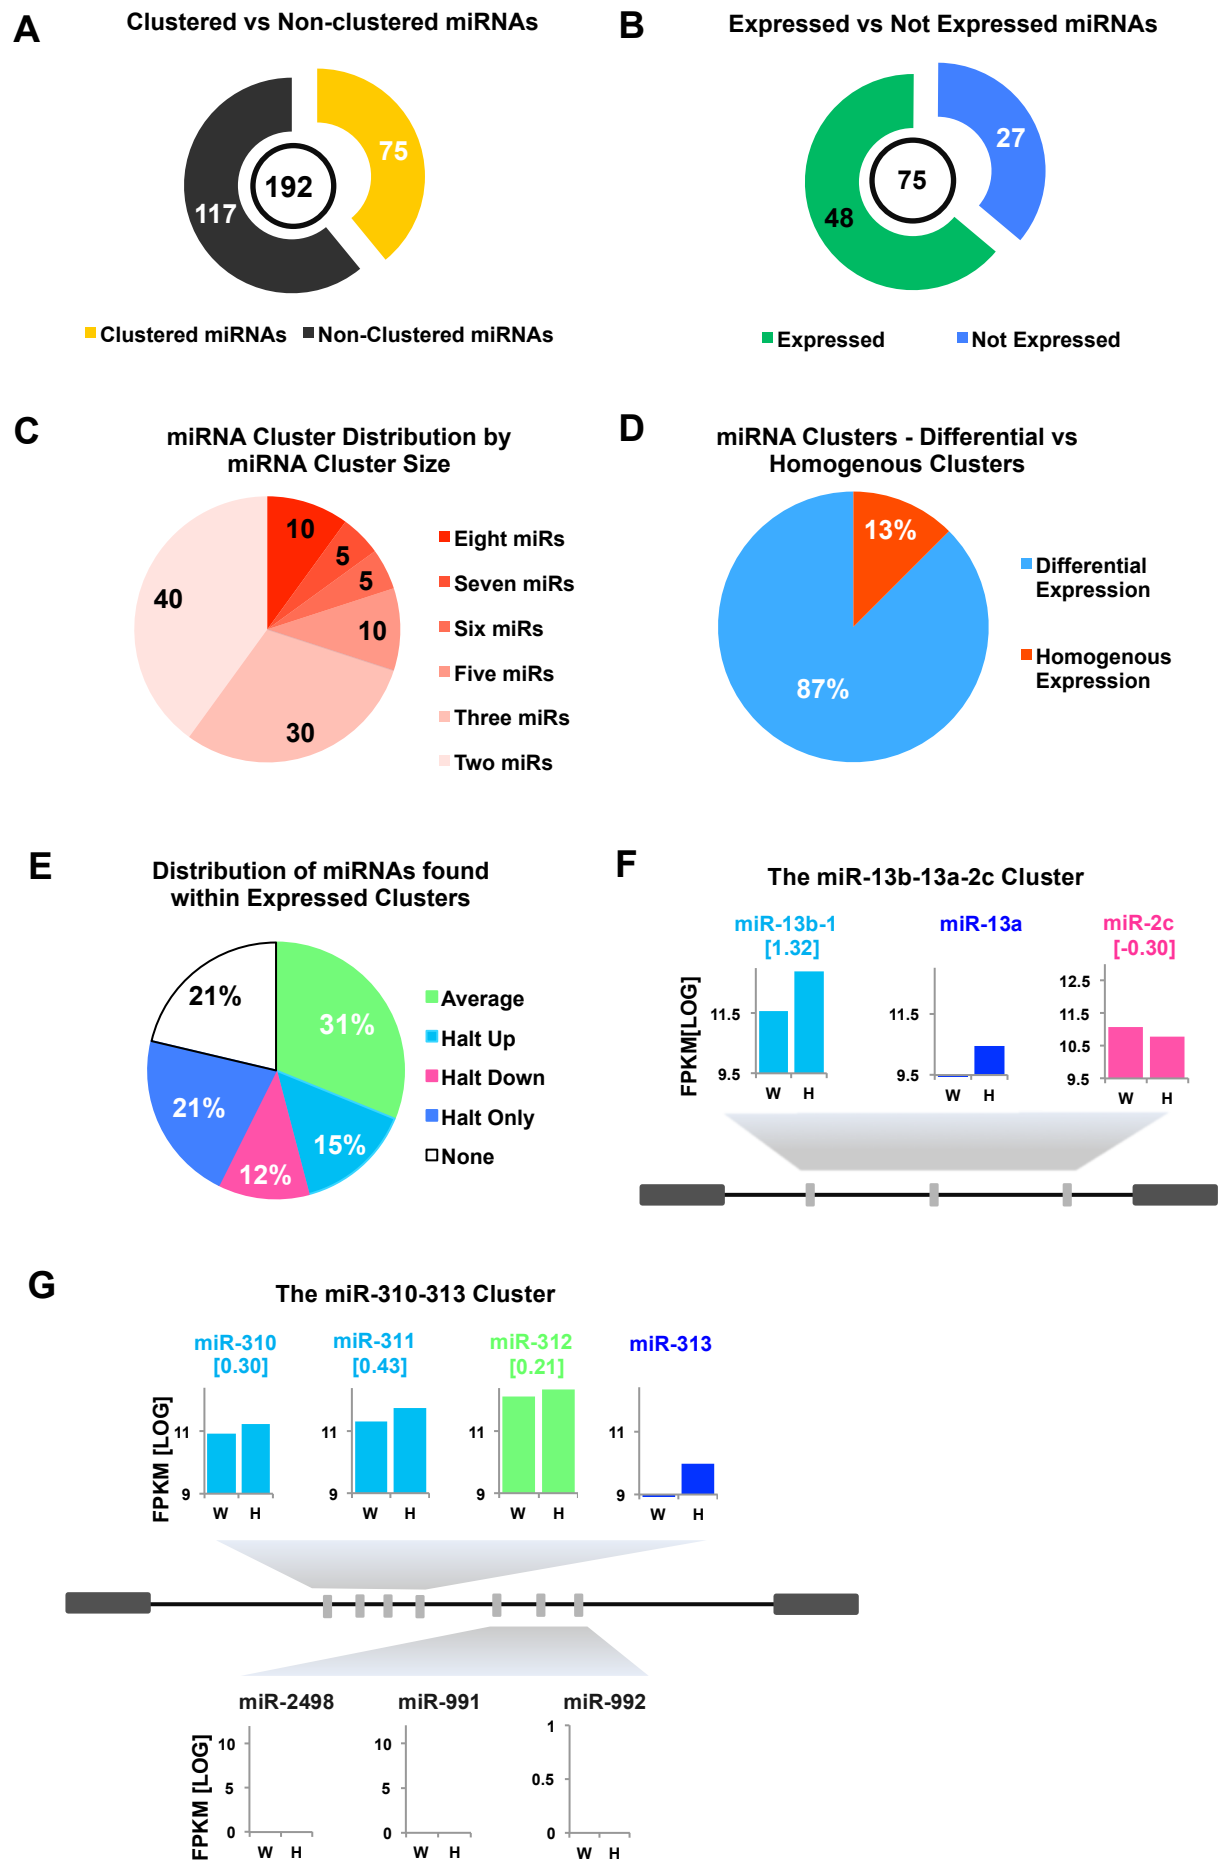 A
Clustered vs Non-clustered miRNAs
75
192
117
Clustered miRNAs
Non-Clustered miRNAs
B
Expressed vs Not Expressed miRNAs
27
75
48
Expressed
Not Expressed
C
miRNA Cluster Distribution by
miRNA Cluster Size
10
5
5
10
30
40
Eight miRs
Seven miRs
Six miRs
Five miRs
Three miRs
Two miRs
D
miRNA Clusters - Differential vs
Homogenous Clusters
13%
87%
Differential
Expression
Homogenous
Expression
E
Distribution of miRNAs found
within Expressed Clusters
21%
31%
21%
15%
12%
Average
Halt Up
Halt Down
Halt Only
None
F
The miR-13b-13a-2c Cluster
miR-13b-1
[1.32]
FPKM[LOG]
11.5
9.5
W H
miR-13a
11.5
9.5
W H
miR-2c
[-0.30]
12.5
11.5
10.5
9.5
W H
G
The miR-310-313 Cluster
miR-310
[0.30]
FPKM [LOG]
11
9
W H
miR-311
[0.43]
11
9
W H
miR-312
[0.21]
11
9
W H
miR-313
11
9
W H
miR-2498
FPKM [LOG]
10
5
0
W H
miR-991
10
5
0
W H
miR-992
1
0.5
0
W H